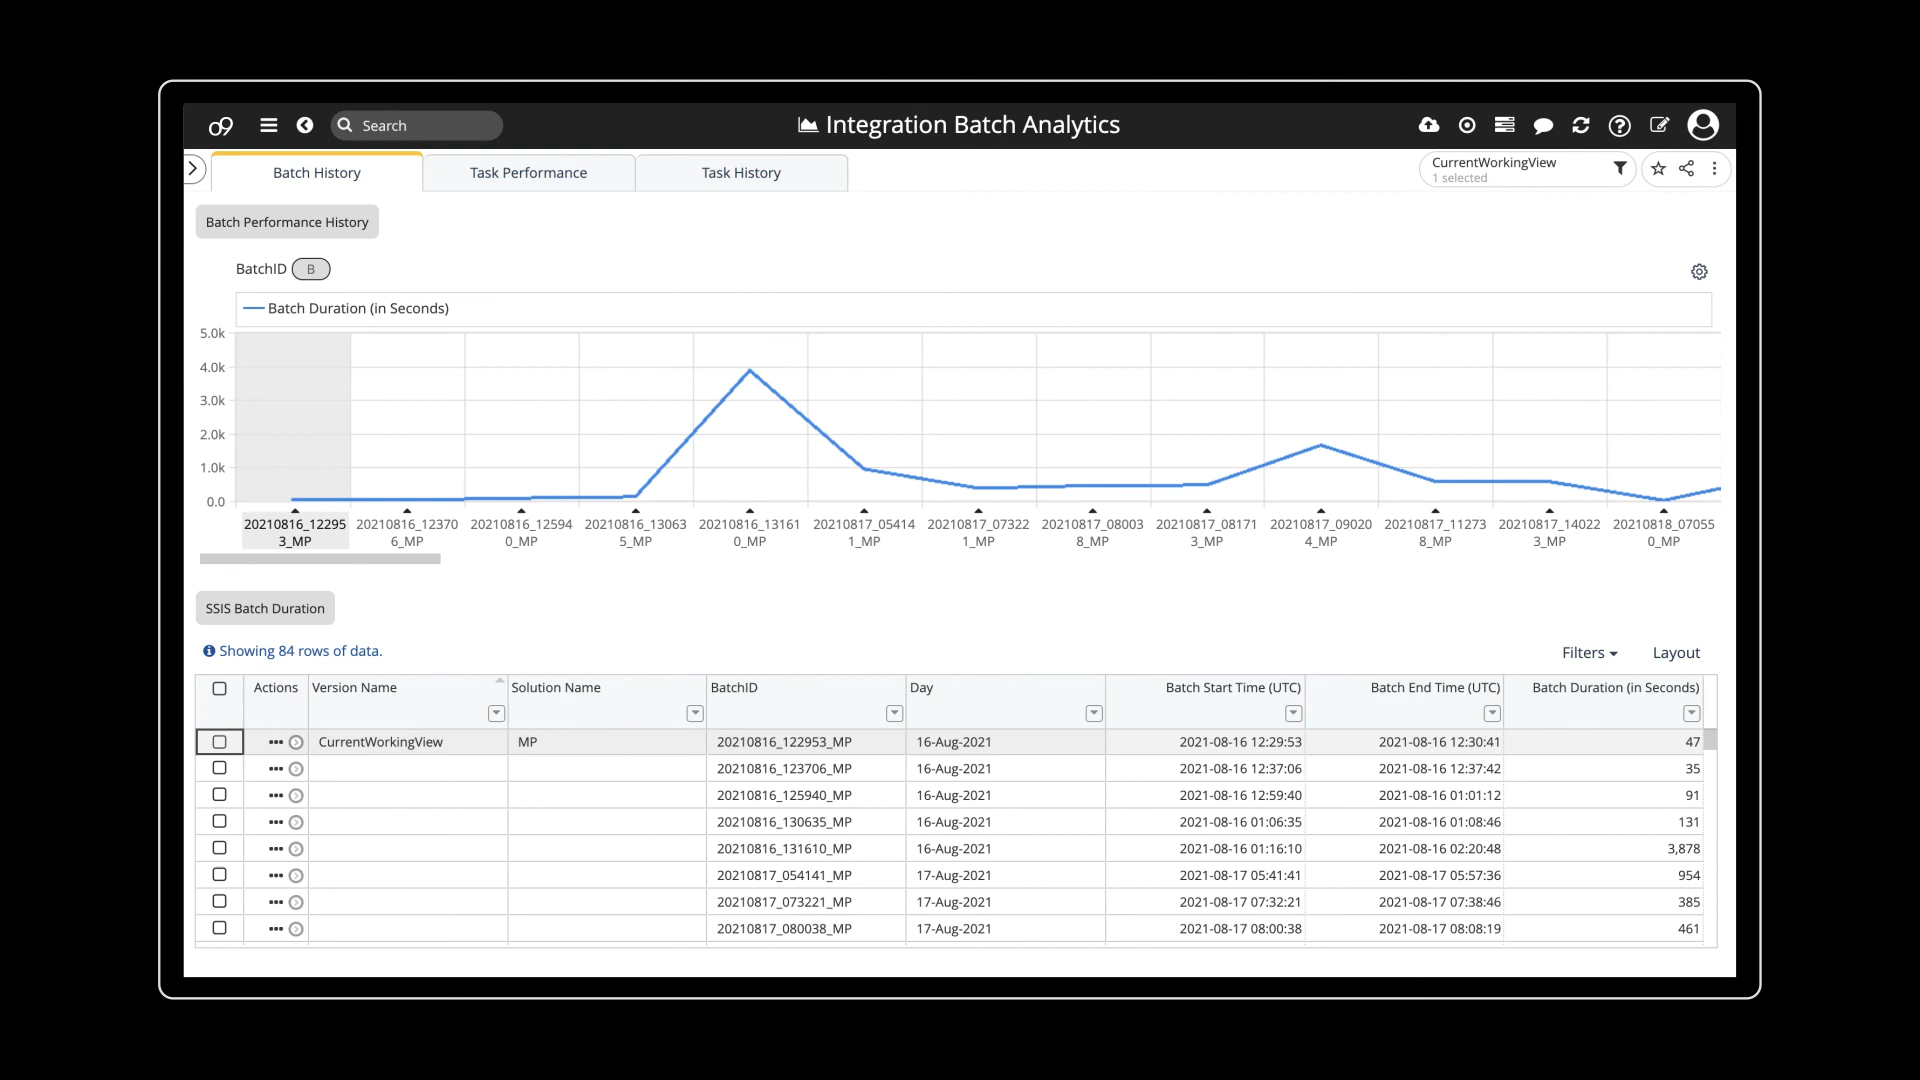 o9 Search Integration Batch Analytics
Batch History Task Performance Task History CurrentWorkingView
1 selected
Batch Performance History
BatchID B
Batch Duration (in Seconds)
5.0k
4.0k
3.0k
2.0k
1.0k
0.0
20210816_12295 20210816_12370 20210816_12594 20210816_13063 20210816_13161 20210817_05414 20210817_07322 20210817_08003 20210817_08171 20210817_09020 20210817_11273 20210817_14022 20210818_07055
3_MP 6_MP 0_MP 5_MP 0_MP 1_MP 1_MP 8_MP 3_MP 4_MP 8_MP 3_MP 0_MP
SSIS Batch Duration
Showing 84 rows of data. Filters Layout
Actions Version Name Solution Name BatchID Day Batch Start Time (UTC) Batch End Time (UTC) Batch Duration (in Seconds)
CurrentWorkingView MP 20210816_122953_MP 16-Aug-2021 2021-08-16 12:29:53 2021-08-16 12:30:41 47
20210816_123706_MP 16-Aug-2021 2021-08-16 12:37:06 2021-08-16 12:37:42 35
20210816_125940_MP 16-Aug-2021 2021-08-16 12:59:40 2021-08-16 01:01:12 91
20210816_130635_MP 16-Aug-2021 2021-08-16 01:06:35 2021-08-16 01:08:46 131
20210816_131610_MP 16-Aug-2021 2021-08-16 01:16:10 2021-08-16 02:20:48 3,878
20210817_054141_MP 17-Aug-2021 2021-08-17 05:41:41 2021-08-17 05:57:36 954
20210817_073221_MP 17-Aug-2021 2021-08-17 07:32:21 2021-08-17 07:38:46 385
20210817_080038_MP 17-Aug-2021 2021-08-17 08:00:38 2021-08-17 08:08:19 461